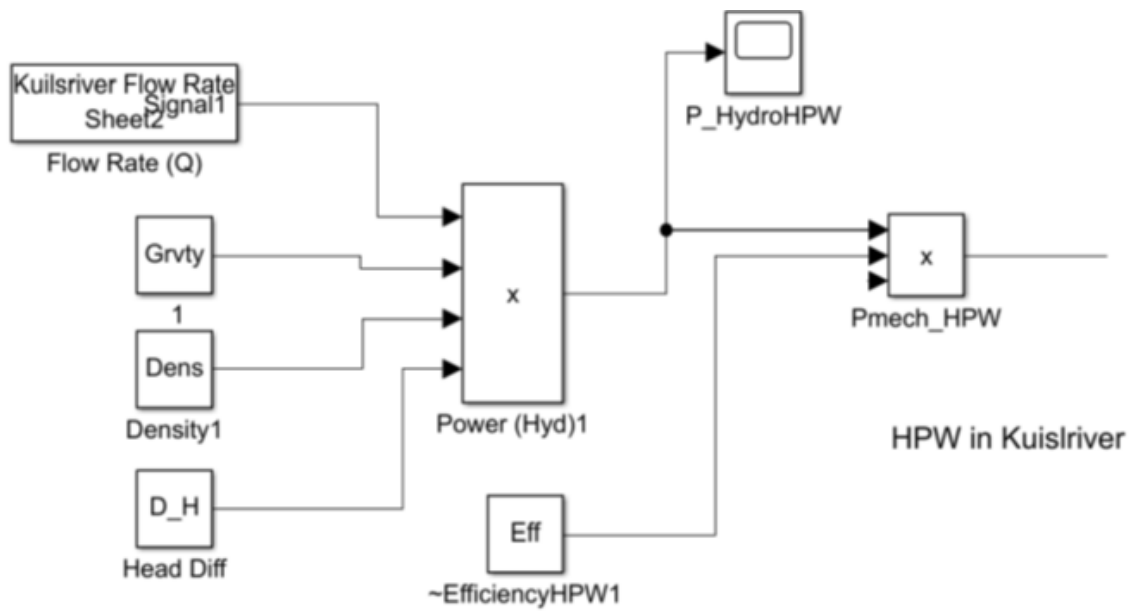 Kuilsriver Flow Rate
Signal1
Sheet2
Flow Rate (Q)
Grvty
1
Dens
Density1
D_H
Head Diff
x
Power (Hyd)1
Eff
~EfficiencyHPW1
P_HydroHPW
x
Pmech_HPW
HPW in Kuislriver